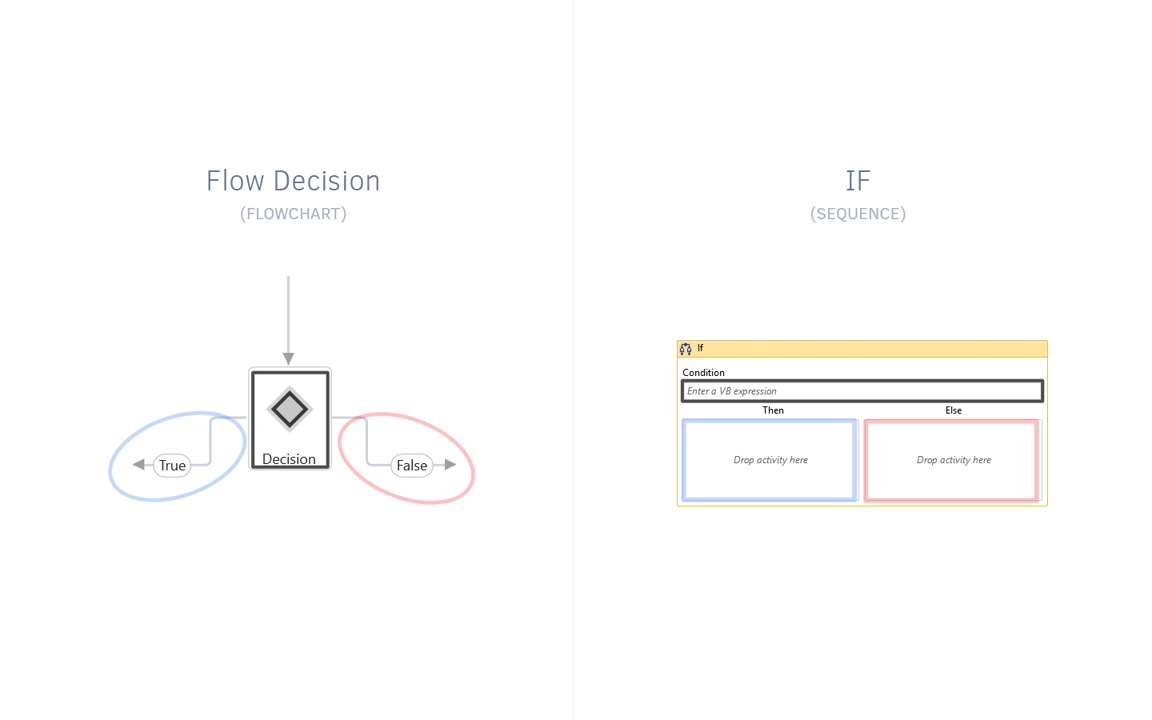 Flow Decision
(FLOWCHART)
True
Decision
False
IF
(SEQUENCE)
If
Condition
Enter a VB expression
Then
Else
Drop activity here
Drop activity here